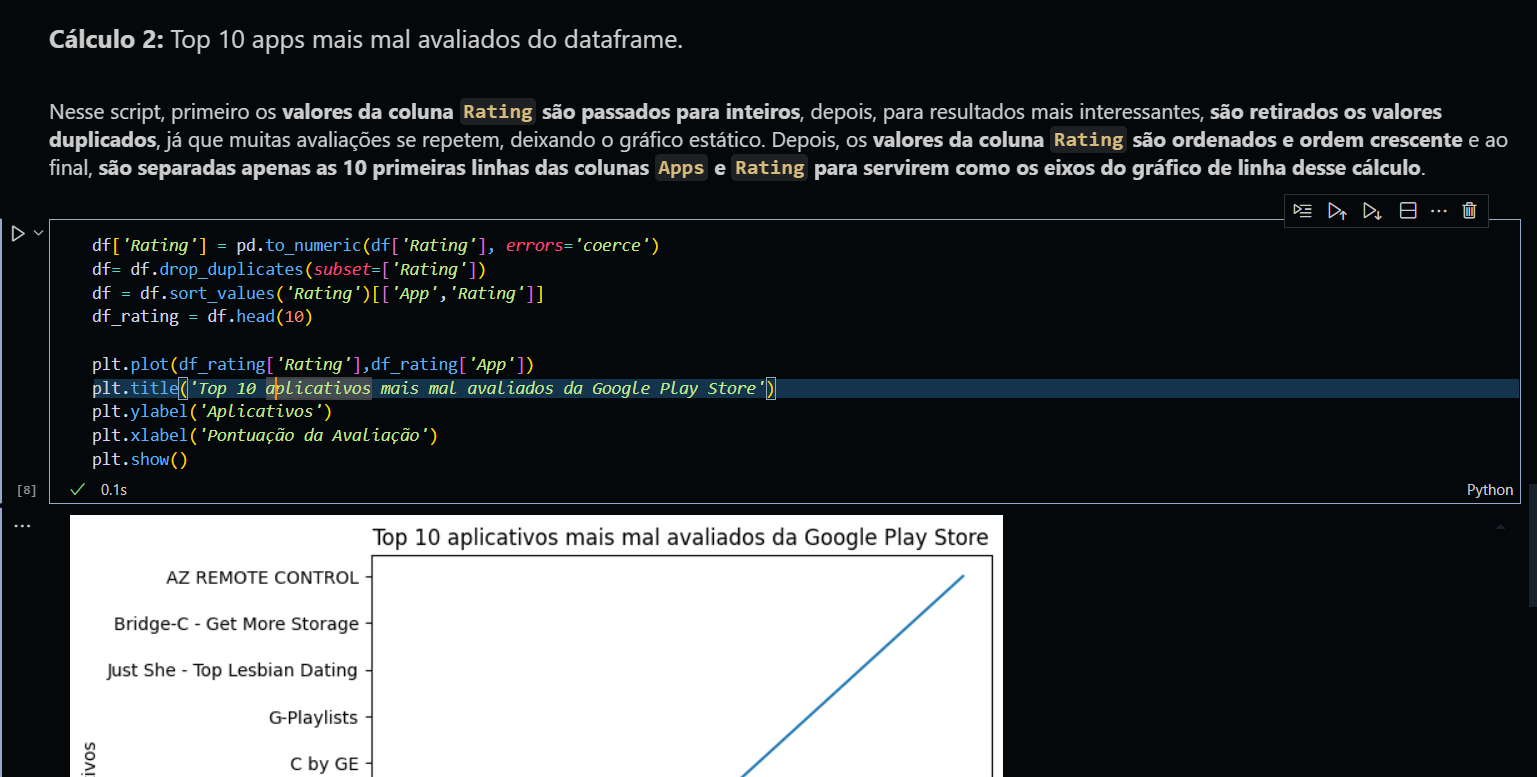 Cálculo 2: Top 10 apps mais mal avaliados do dataframe.
Nesse script, primeiro os valores da coluna Rating são passados para inteiros, depois, para resultados mais interessantes, são retirados os valores
duplicados, já que muitas avaliações se repetem, deixando o gráfico estático. Depois, os valores da coluna Rating são ordenados e ordem crescente e ao
final, são separadas apenas as 10 primeiras linhas das colunas Apps e Rating para servirem como os eixos do gráfico de linha desse cálculo.
df['Rating'] = pd.to_numeric(df['Rating'], errors='coerce')
df= df.drop_duplicates(subset=['Rating'])
df = df.sort_values('Rating')[['App','Rating']]
df_rating = df.head(10)
plt.plot(df_rating['Rating'],df_rating['App'])
plt.title('Top 10 aplicativos mais mal avaliados da Google Play Store')
plt.ylabel('Aplicativos')
plt.xlabel('Pontuação da Avaliação')
plt.show()
[8]
0.1s
Python
Top 10 aplicativos mais mal avaliados da Google Play Store
AZ REMOTE CONTROL
Bridge-C - Get More Storage
Just She - Top Lesbian Dating
G-Playlists
C by GE
ivos